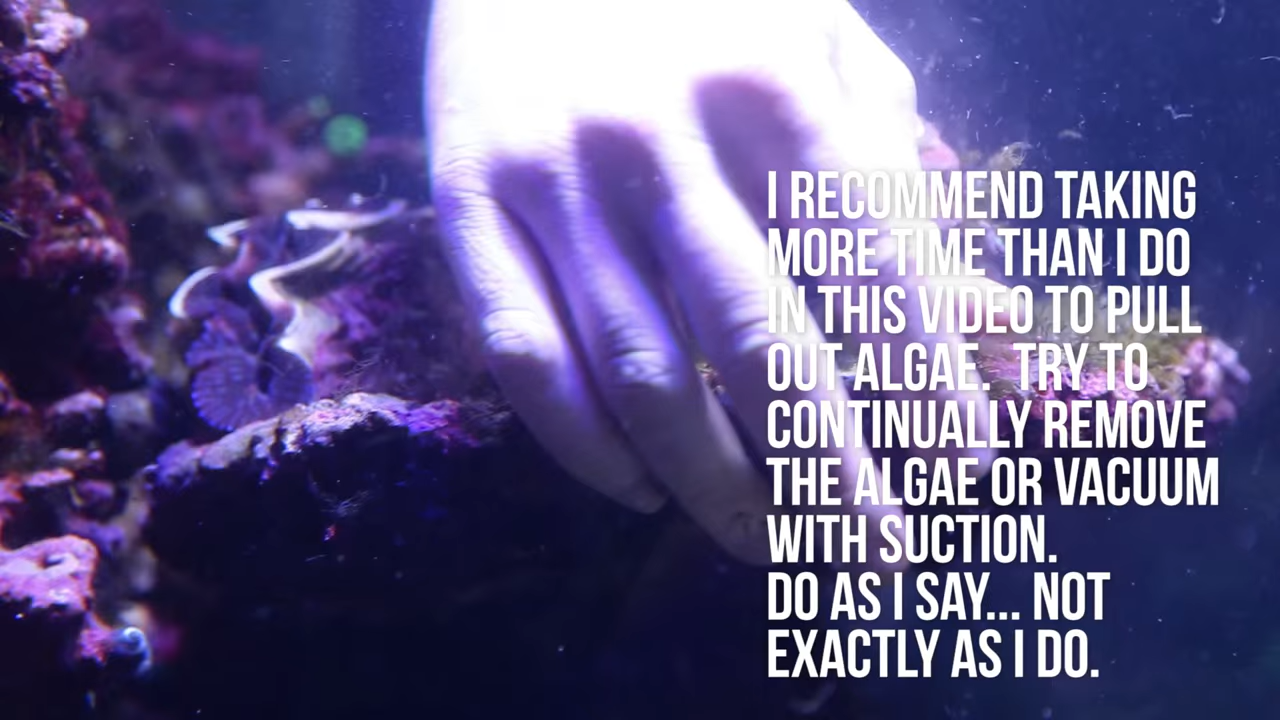 I RECOMMEND TAKING
MORE TIME THAN I DO
IN THIS VIDEO TO PULL
OUT ALGAE.  TRY TO
CONTINUALLY REMOVE
THE ALGAE OR VACUUM
WITH SUCTION.
DO AS I SAY... NOT
EXACTLY AS I DO.